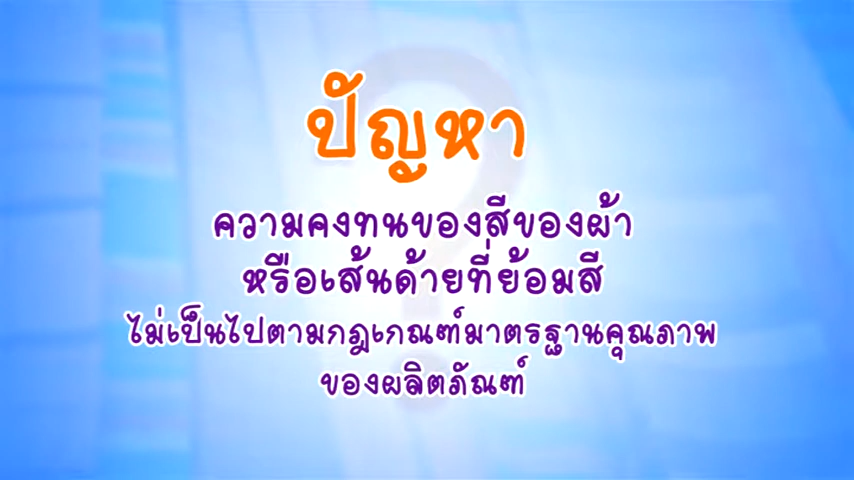 ปัญหา
ความคงทนของสีของผ้า
หรือเส้นด้ายที่ย้อมสี
ไม่เป็นไปตามกฎเกณฑ์มาตรฐานคุณภาพ
ของผลิตภัณฑ์